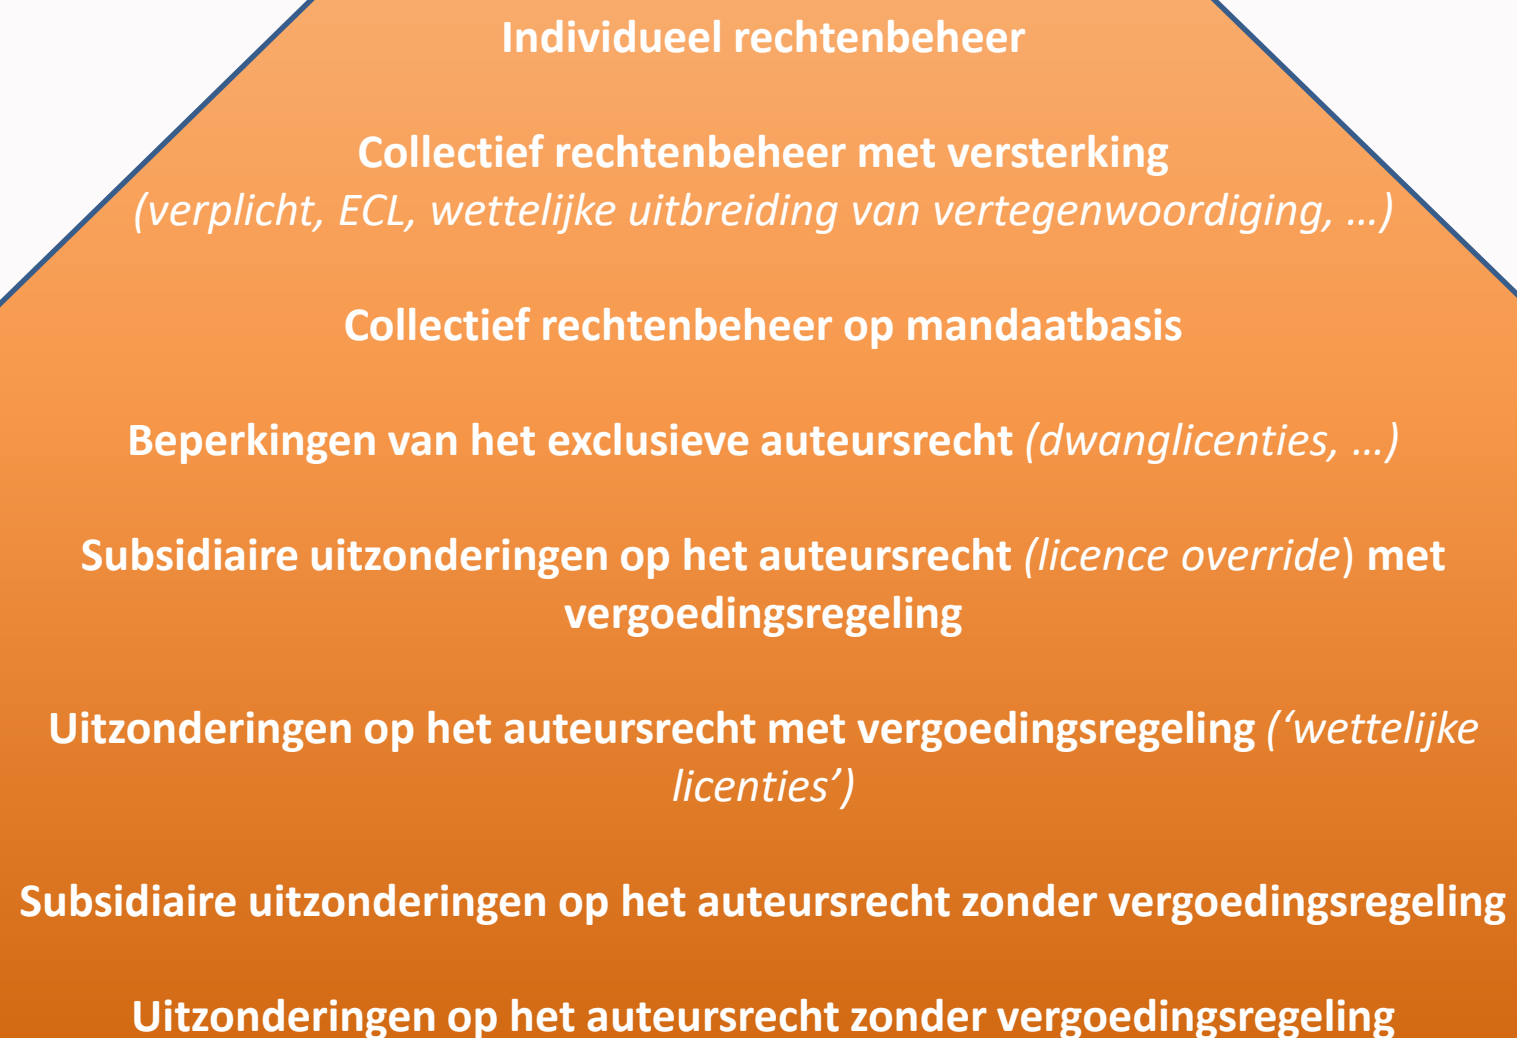 Individueel rechtenbeheer
Collectief rechtenbeheer met versterking
(verplicht, ECL, wettelijke uitbreiding van vertegenwoordiging, …)
Collectief rechtenbeheer op mandaatbasis
Beperkingen van het exclusieve auteursrecht (dwanglicenties, …)
Subsidiaire uitzonderingen op het auteursrecht (licence override) met
vergoedingsregeling
Uitzonderingen op het auteursrecht met vergoedingsregeling (‘wettelijke
licenties’)
Subsidiaire uitzonderingen op het auteursrecht zonder vergoedingsregeling
Uitzonderingen op het auteursrecht zonder vergoedingsregeling